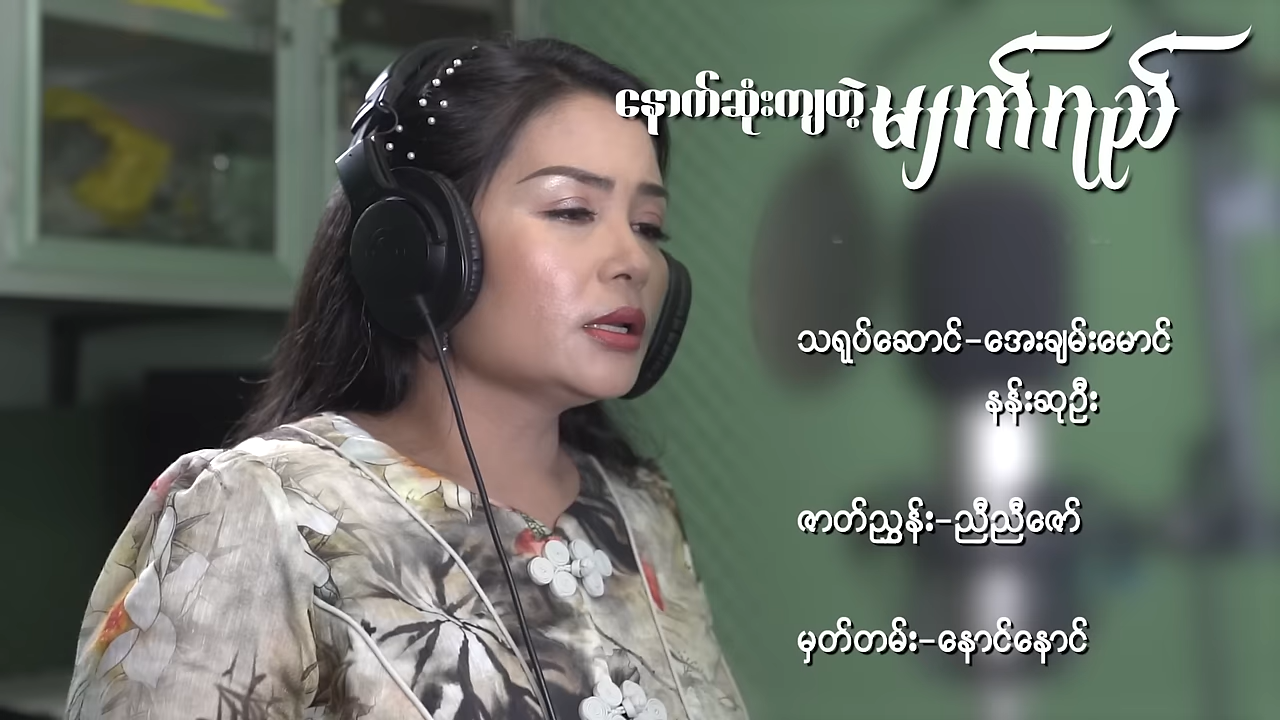 နောက်ဆုံးကျတဲ့ မျက်ရည်
သရုပ်ဆောင်-အေးချမ်းမောင်
နန်းဆုဦး
ဇာတ်ညွှန်း-ညီညီဇော်
မှတ်တမ်း-နောင်နောင်